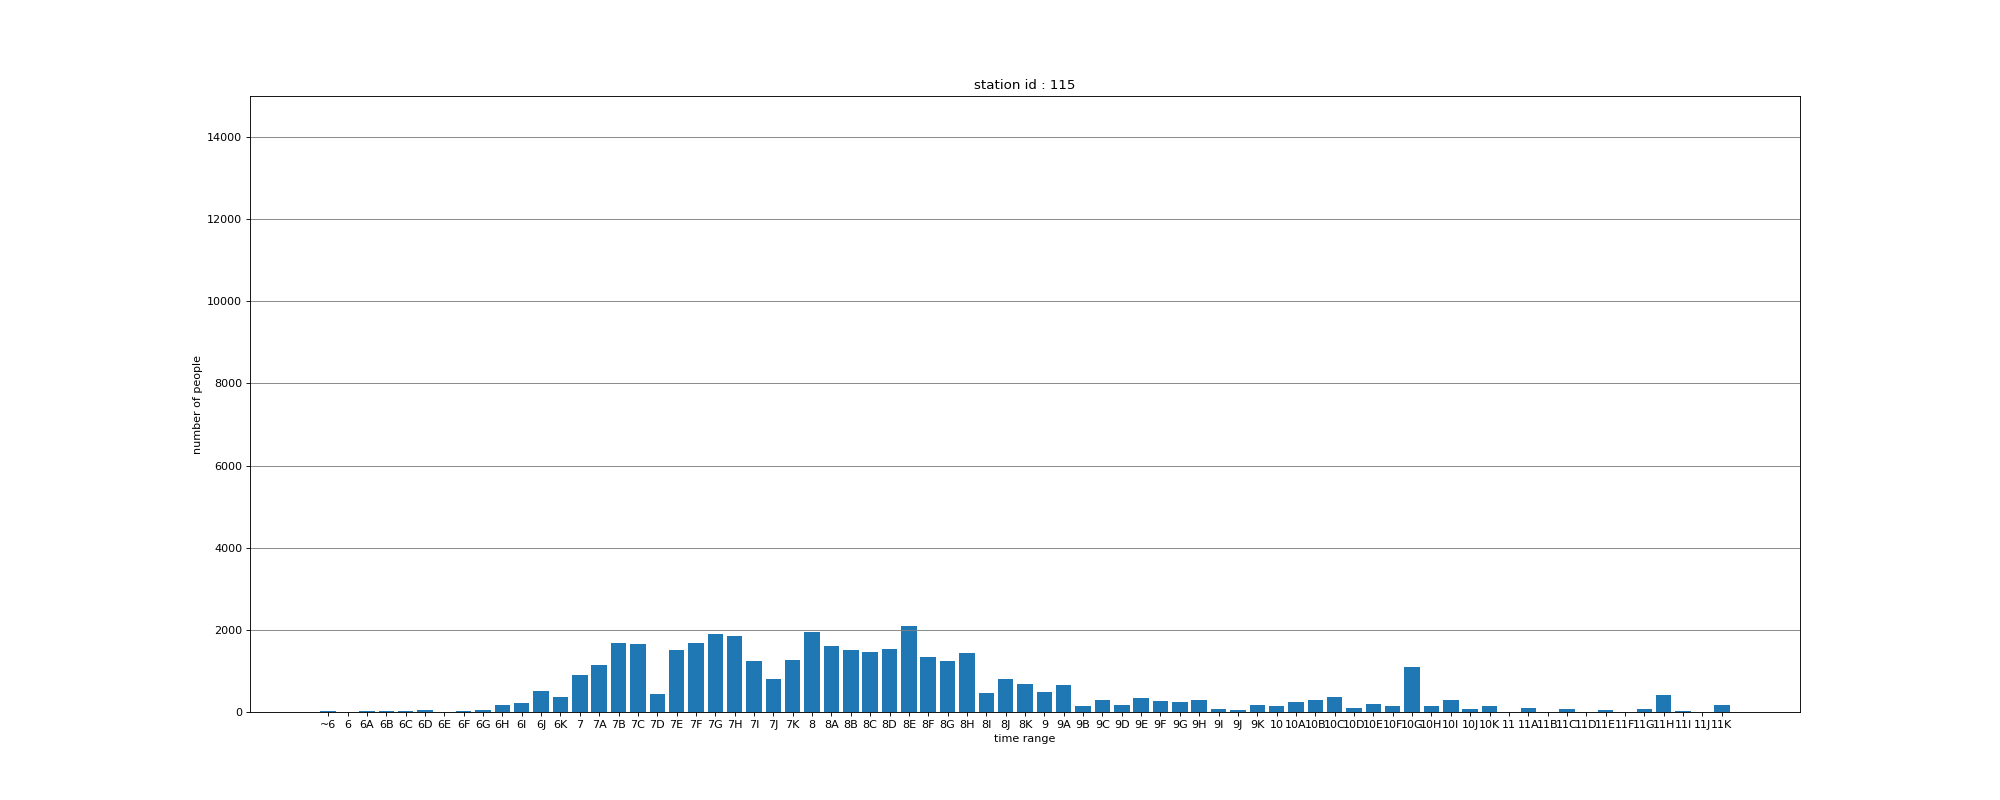 station id : 115
14000
12000
10000
8000
6000
4000
2000
0
number of people
~6 6 6A 6B 6C 6D 6E 6F 6G 6H 6I 6J 6K 7 7A 7B 7C 7D 7E 7F 7G 7H 7I 7J 7K 8 8A 8B 8C 8D 8E 8F 8G 8H 8I 8J 8K 9 9A 9B 9C 9D 9E 9F 9G 9H 9I 9J 9K 10 10A 10B 10C 10D 10E 10F 10G 10H 10I 10J 10K 11 11A 11B 11C 11D 11E 11F 11G 11H 11I 11J 11K
time range